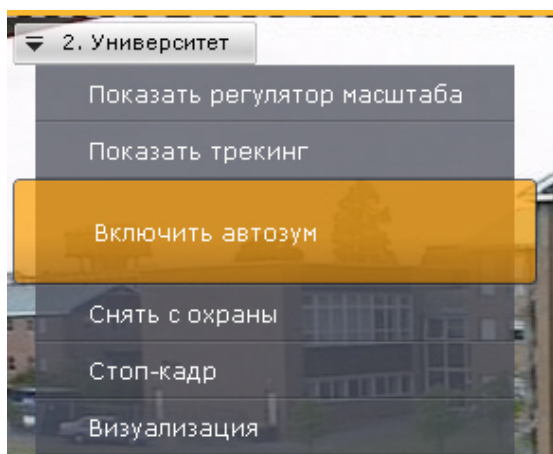 2. Университет
Показать регулятор масштаба
Показать трекинг
Включить автозум
Снять с охраны
Стоп-кадр
Визуализация